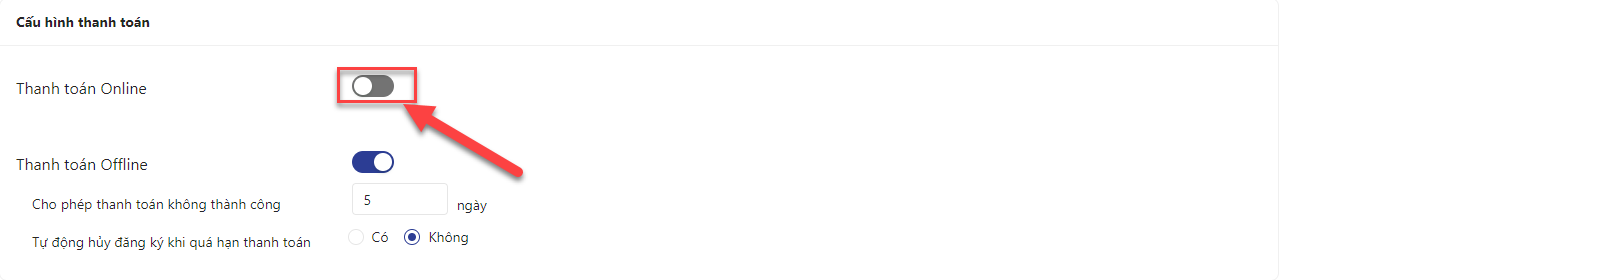 Cấu hình thanh toán
Thanh toán Online
Thanh toán Offline
Cho phép thanh toán không thành công 5 ngày
Tự động hủy đăng ký khi quá hạn thanh toán Có Không